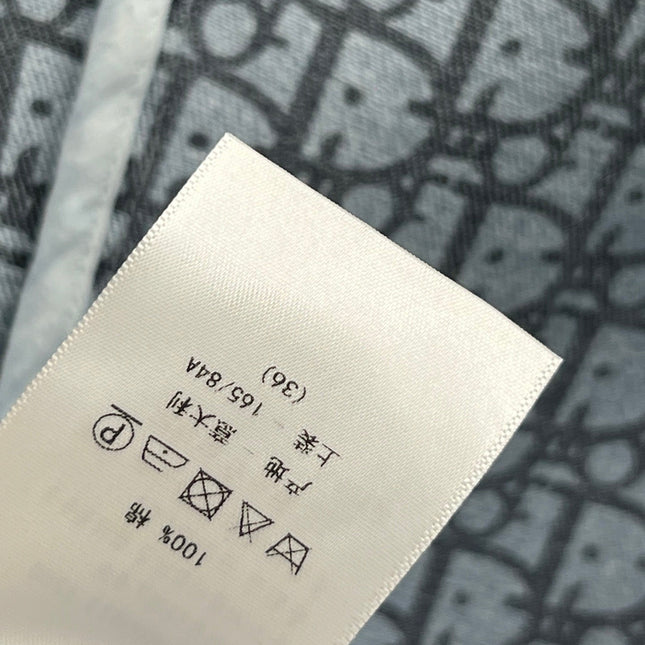 100% 棉
P
产地 - 意大利
上装 - 165/84A
(36)